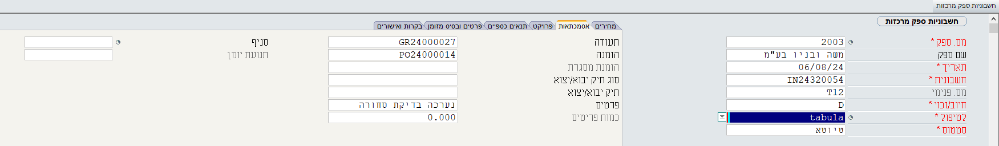 חשבוניות ספק מרכזות
חשבוניות ספק מרכזות
מחירים אסמכתאות פרויקט תנאים כספיים פרטים ובסיס מזומן בקרות ואישורים
מס. ספק * 2003
שם ספק משה ובניו בע"מ
תאריך * 06/08/24
חשבונית * IN24320054
מס. פנימי T12
חיוב/זכוי * D
לטיפול * tabula
סטטוס * טיוטא
תעודה GR24000027
הזמנה PO24000014
הזמנת מסגרת
סוג תיק יבוא/יצוא
תיק יבוא/יצוא
פרטים נערכה בדיקת סחורה
כמות פריטים 0.000
סניף
תנועת יומן